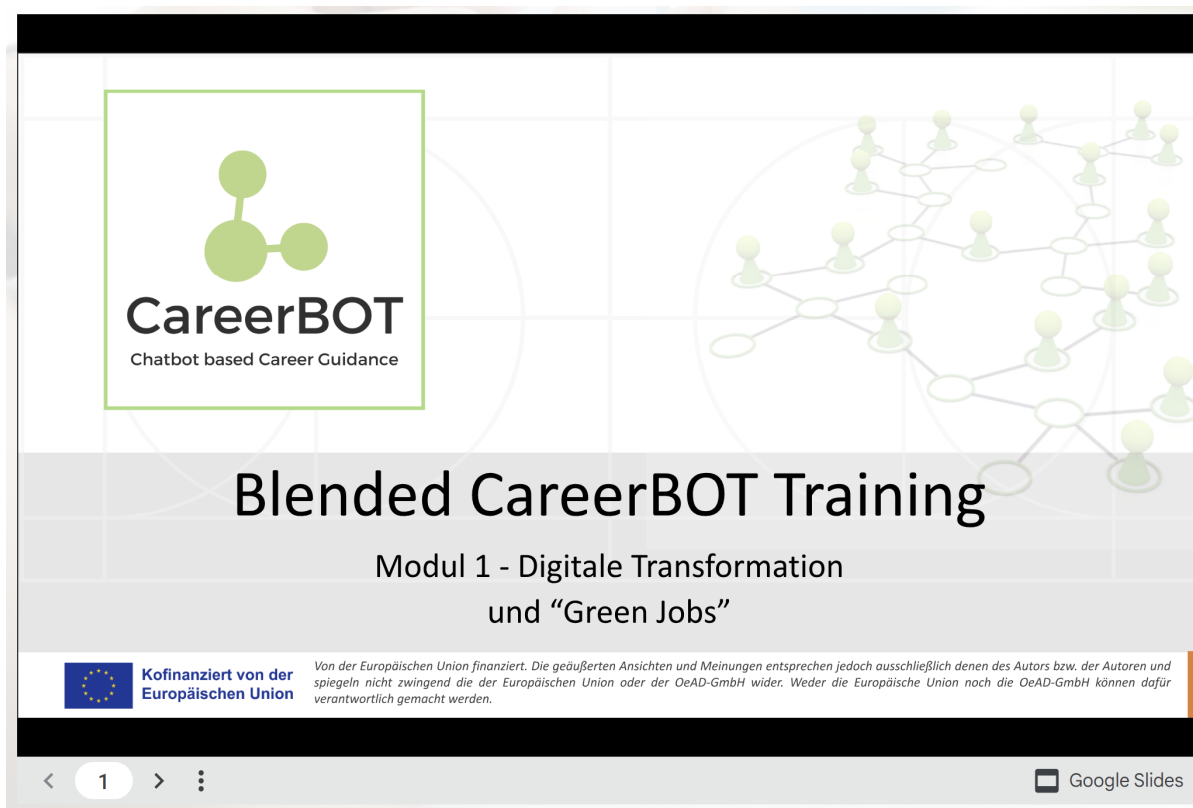 CareerBOT
Chatbot based Career Guidance
Blended CareerBOT Training
Modul 1 - Digitale Transformation
und “Green Jobs”
Kofinanziert von der
Europäischen Union
Von der Europäischen Union finanziert. Die geäußerten Ansichten und Meinungen entsprechen jedoch ausschließlich denen des Autors bzw. der Autoren und
spiegeln nicht zwingend die der Europäischen Union oder der OeAD-GmbH wider. Weder die Europäische Union noch die OeAD-GmbH können dafür
verantwortlich gemacht werden.
1
Google Slides